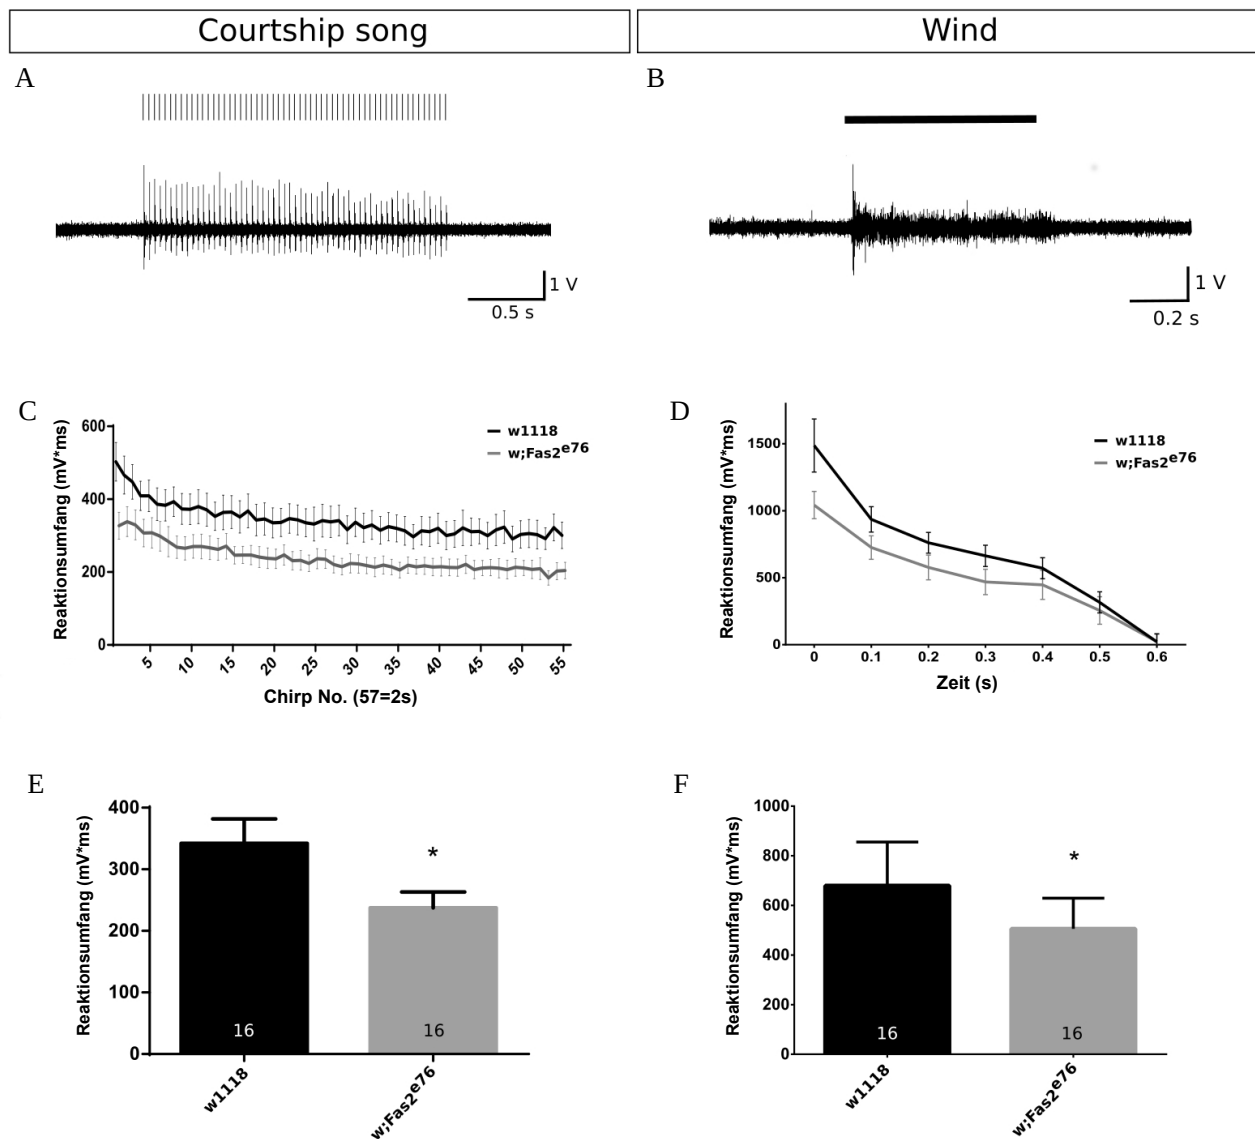 Courtship song
Wind
A
B
1 V
0.5 s
1 V
0.2 s
C
Reaktionsumfang (mV*ms)
600
400
200
0
w1118
w;Fas2e76
5 10 15 20 25 30 35 40 45 50 55
Chirp No. (57=2s)
D
Reaktionsumfang (mV*ms)
1500
1000
500
0
w1118
w;Fas2e76
0 0.1 0.2 0.3 0.4 0.5 0.6
Zeit (s)
E
Reaktionsumfang (mV*ms)
400
300
200
100
0
*
16 16
w1118
w;Fas2e76
F
Reaktionsumfang (mV*ms)
1000
800
600
400
200
0
*
16 16
w1118
w;Fas2e76